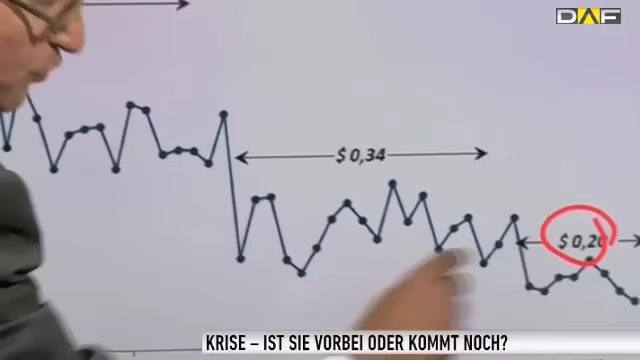 DAF
$ 0,34
$ 0,20
KRISE – IST SIE VORBEI ODER KOMMT NOCH?